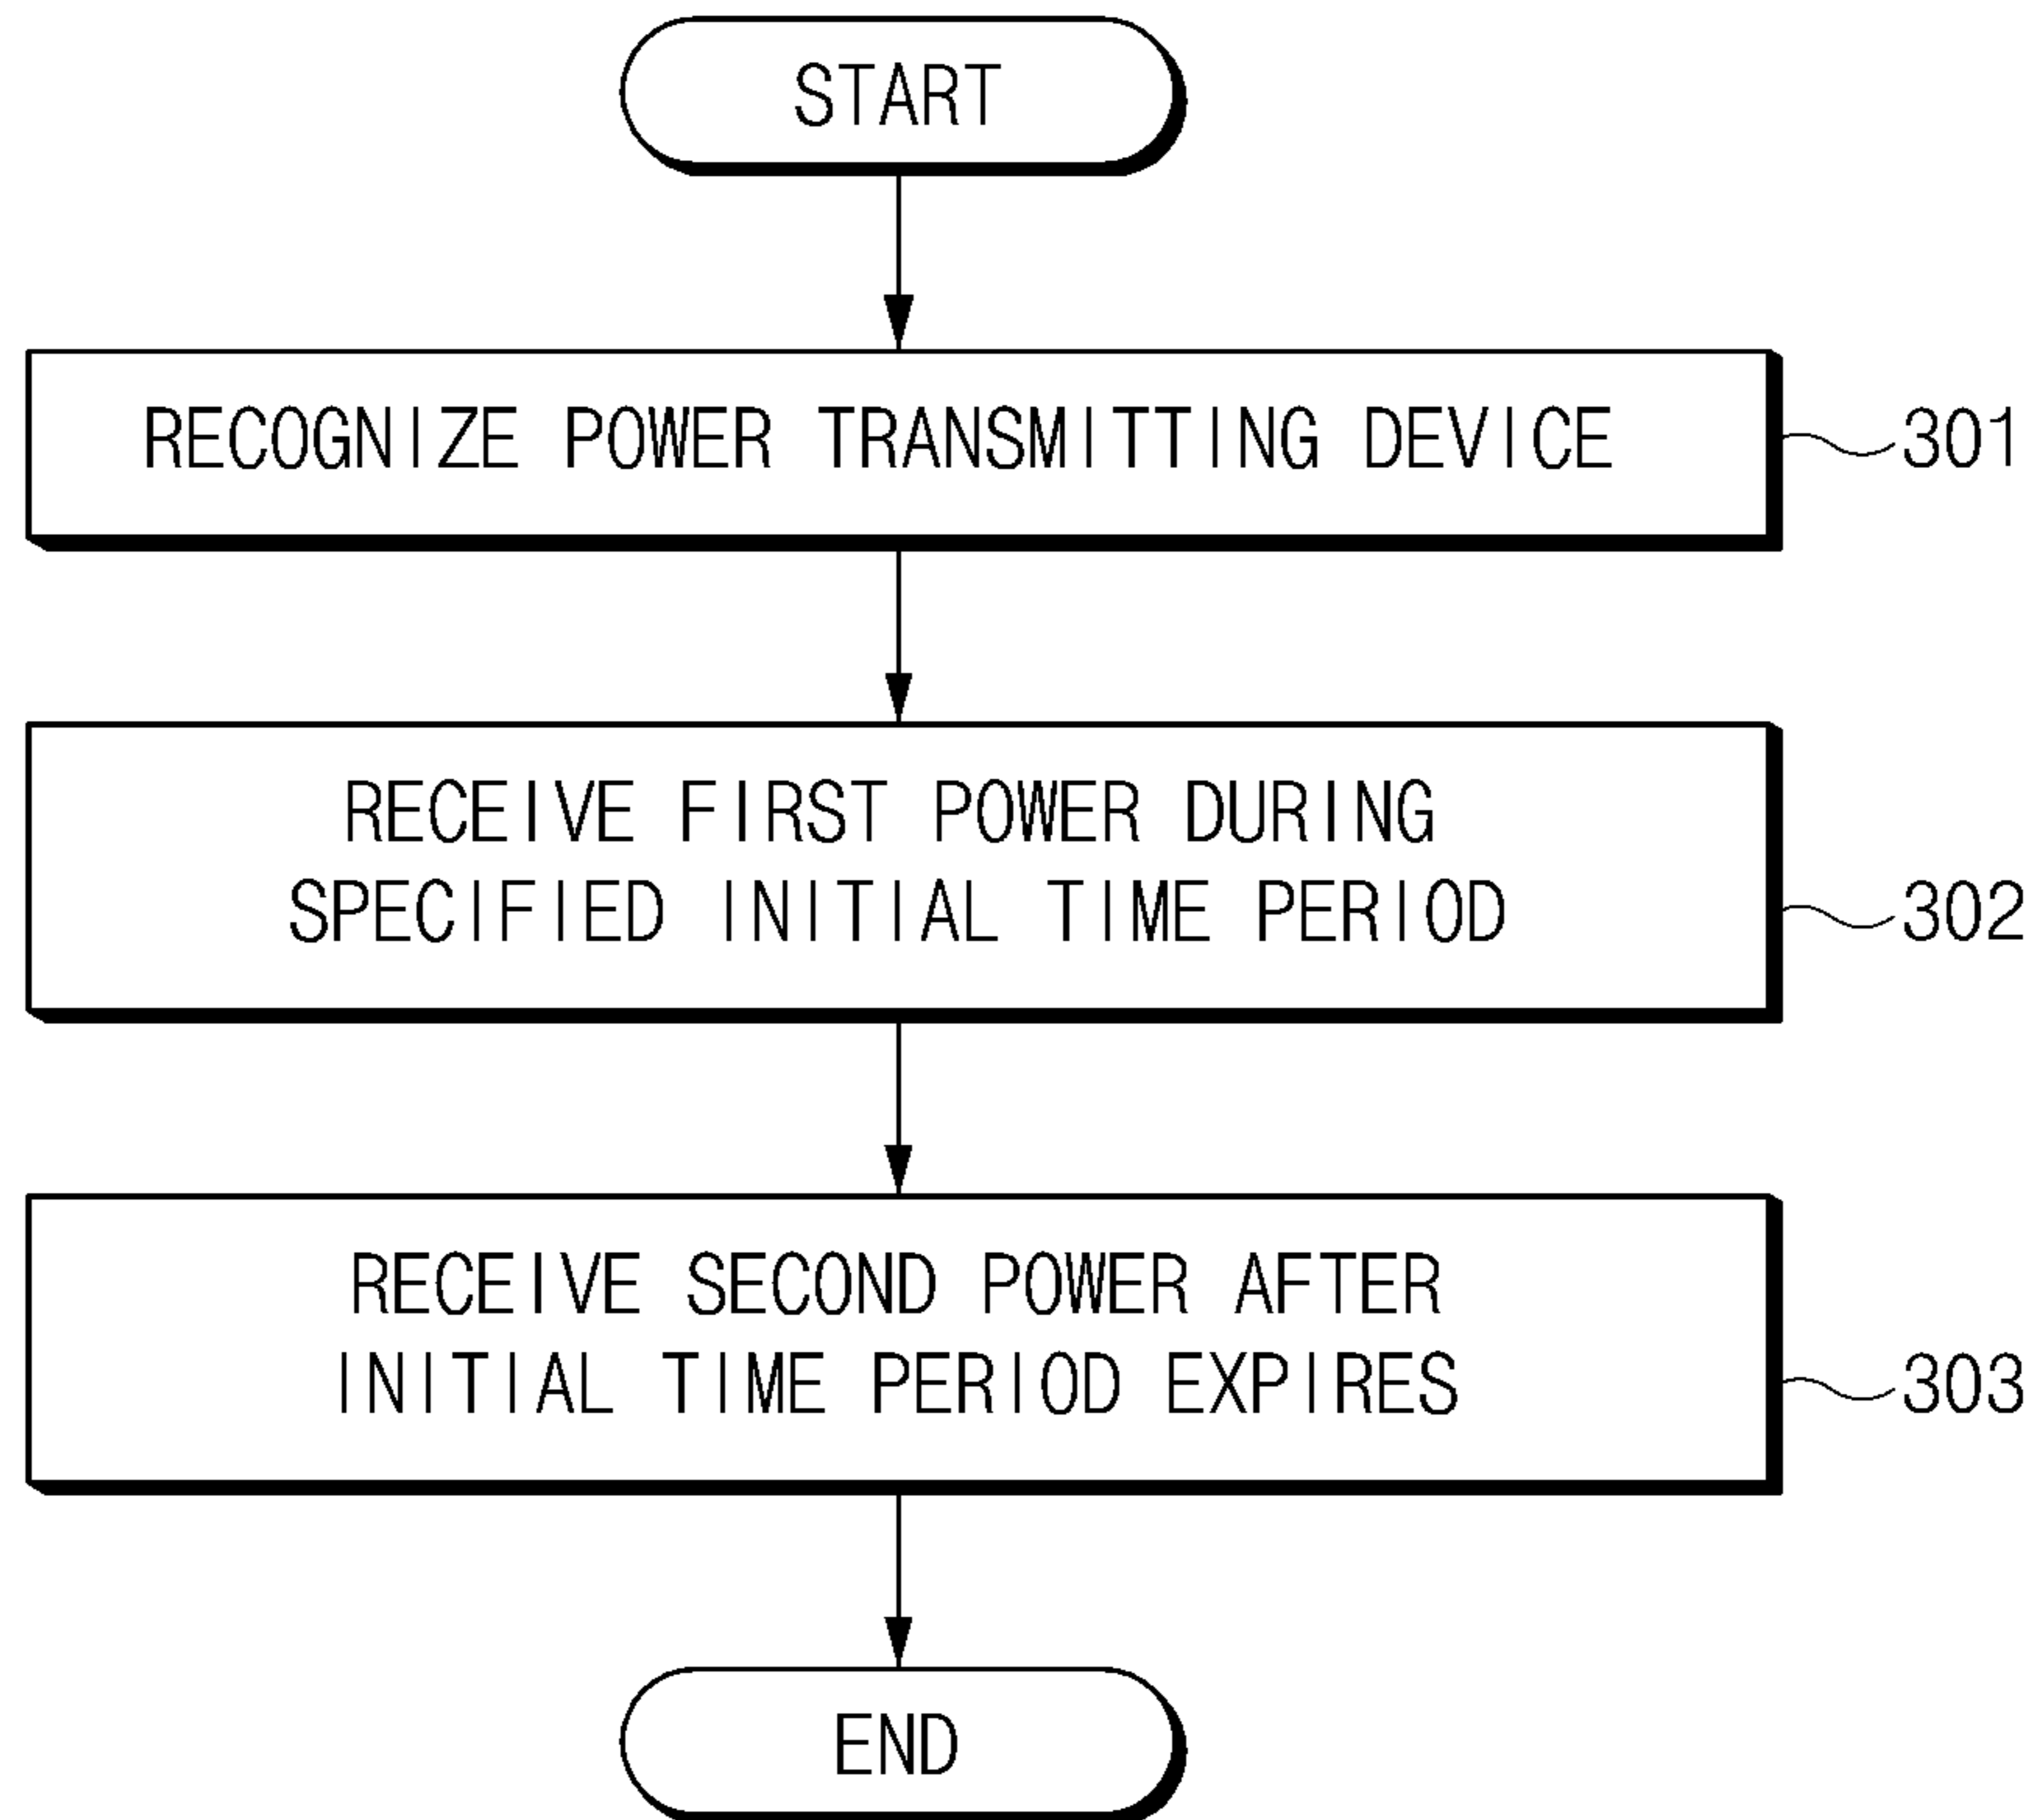 START
RECOGNIZE POWER TRANSMITTING DEVICE
301
RECEIVE FIRST POWER DURING
SPECIFIED INITIAL TIME PERIOD
302
RECEIVE SECOND POWER AFTER
INITIAL TIME PERIOD EXPIRES
303
END